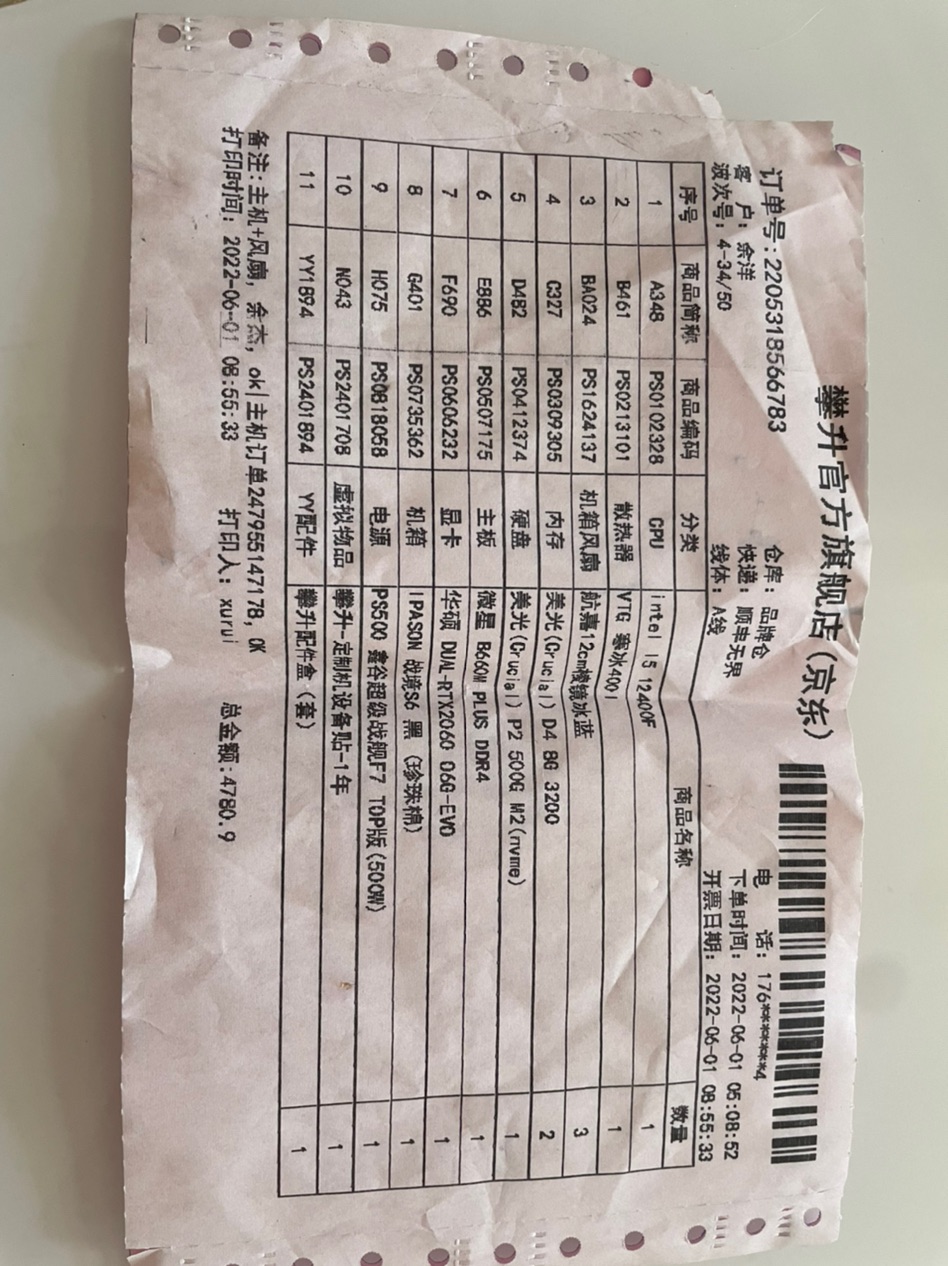 攀升官方旗舰店(京东)
订单号:220531856678​3 仓库: 品牌仓 电 话: 176******4
客 户: 余洋 快递: 顺丰无界 下单时间: 2022-06-01 05:08:52
波次号: 4-34/50 线体: A线 开票日期: 2022-06-01 08:55:33
序号 商品简称 商品编码 分类 商品名称 数量
1 A348 PS0102328 CPU intel I5 12400F 1
2 B461 PS0213101 散热器 VTG 寒冰400I 1
3 BA024 PS1624137 机箱风扇 航嘉12cm棱镜冰蓝 3
4 C327 PS0309305 内存 美光(Crucial) D4 8G 3200 2
5 D482 PS0412374 硬盘 美光(Crucial) P2 500G M2(nvme) 1
6 E886 PS0507175 主板 微星 B660M PLUS DDR4 1
7 F690 PS0606232 显卡 华硕 DUAL-RTX2060 O6G-EVO 1
8 G401 PS0735362 机箱 IPASON 战境S6 黑 (珍珠棉) 1
9 H075 PS0818058 电源 PS500 鑫谷超级战舰F7 TOP版(500W) 1
10 N043 PS2401708 虚拟物品 攀升-定制机设备贴-1年 1
11 YY1894 PS2401894 YY配件 攀升配件盒 (套) 1
备注:主机+风扇, 余杰, ok|主机订单247955147178, OK
打印时间: 2022-06-01 08:55:33 打印人: xurui 总金额:4780.9